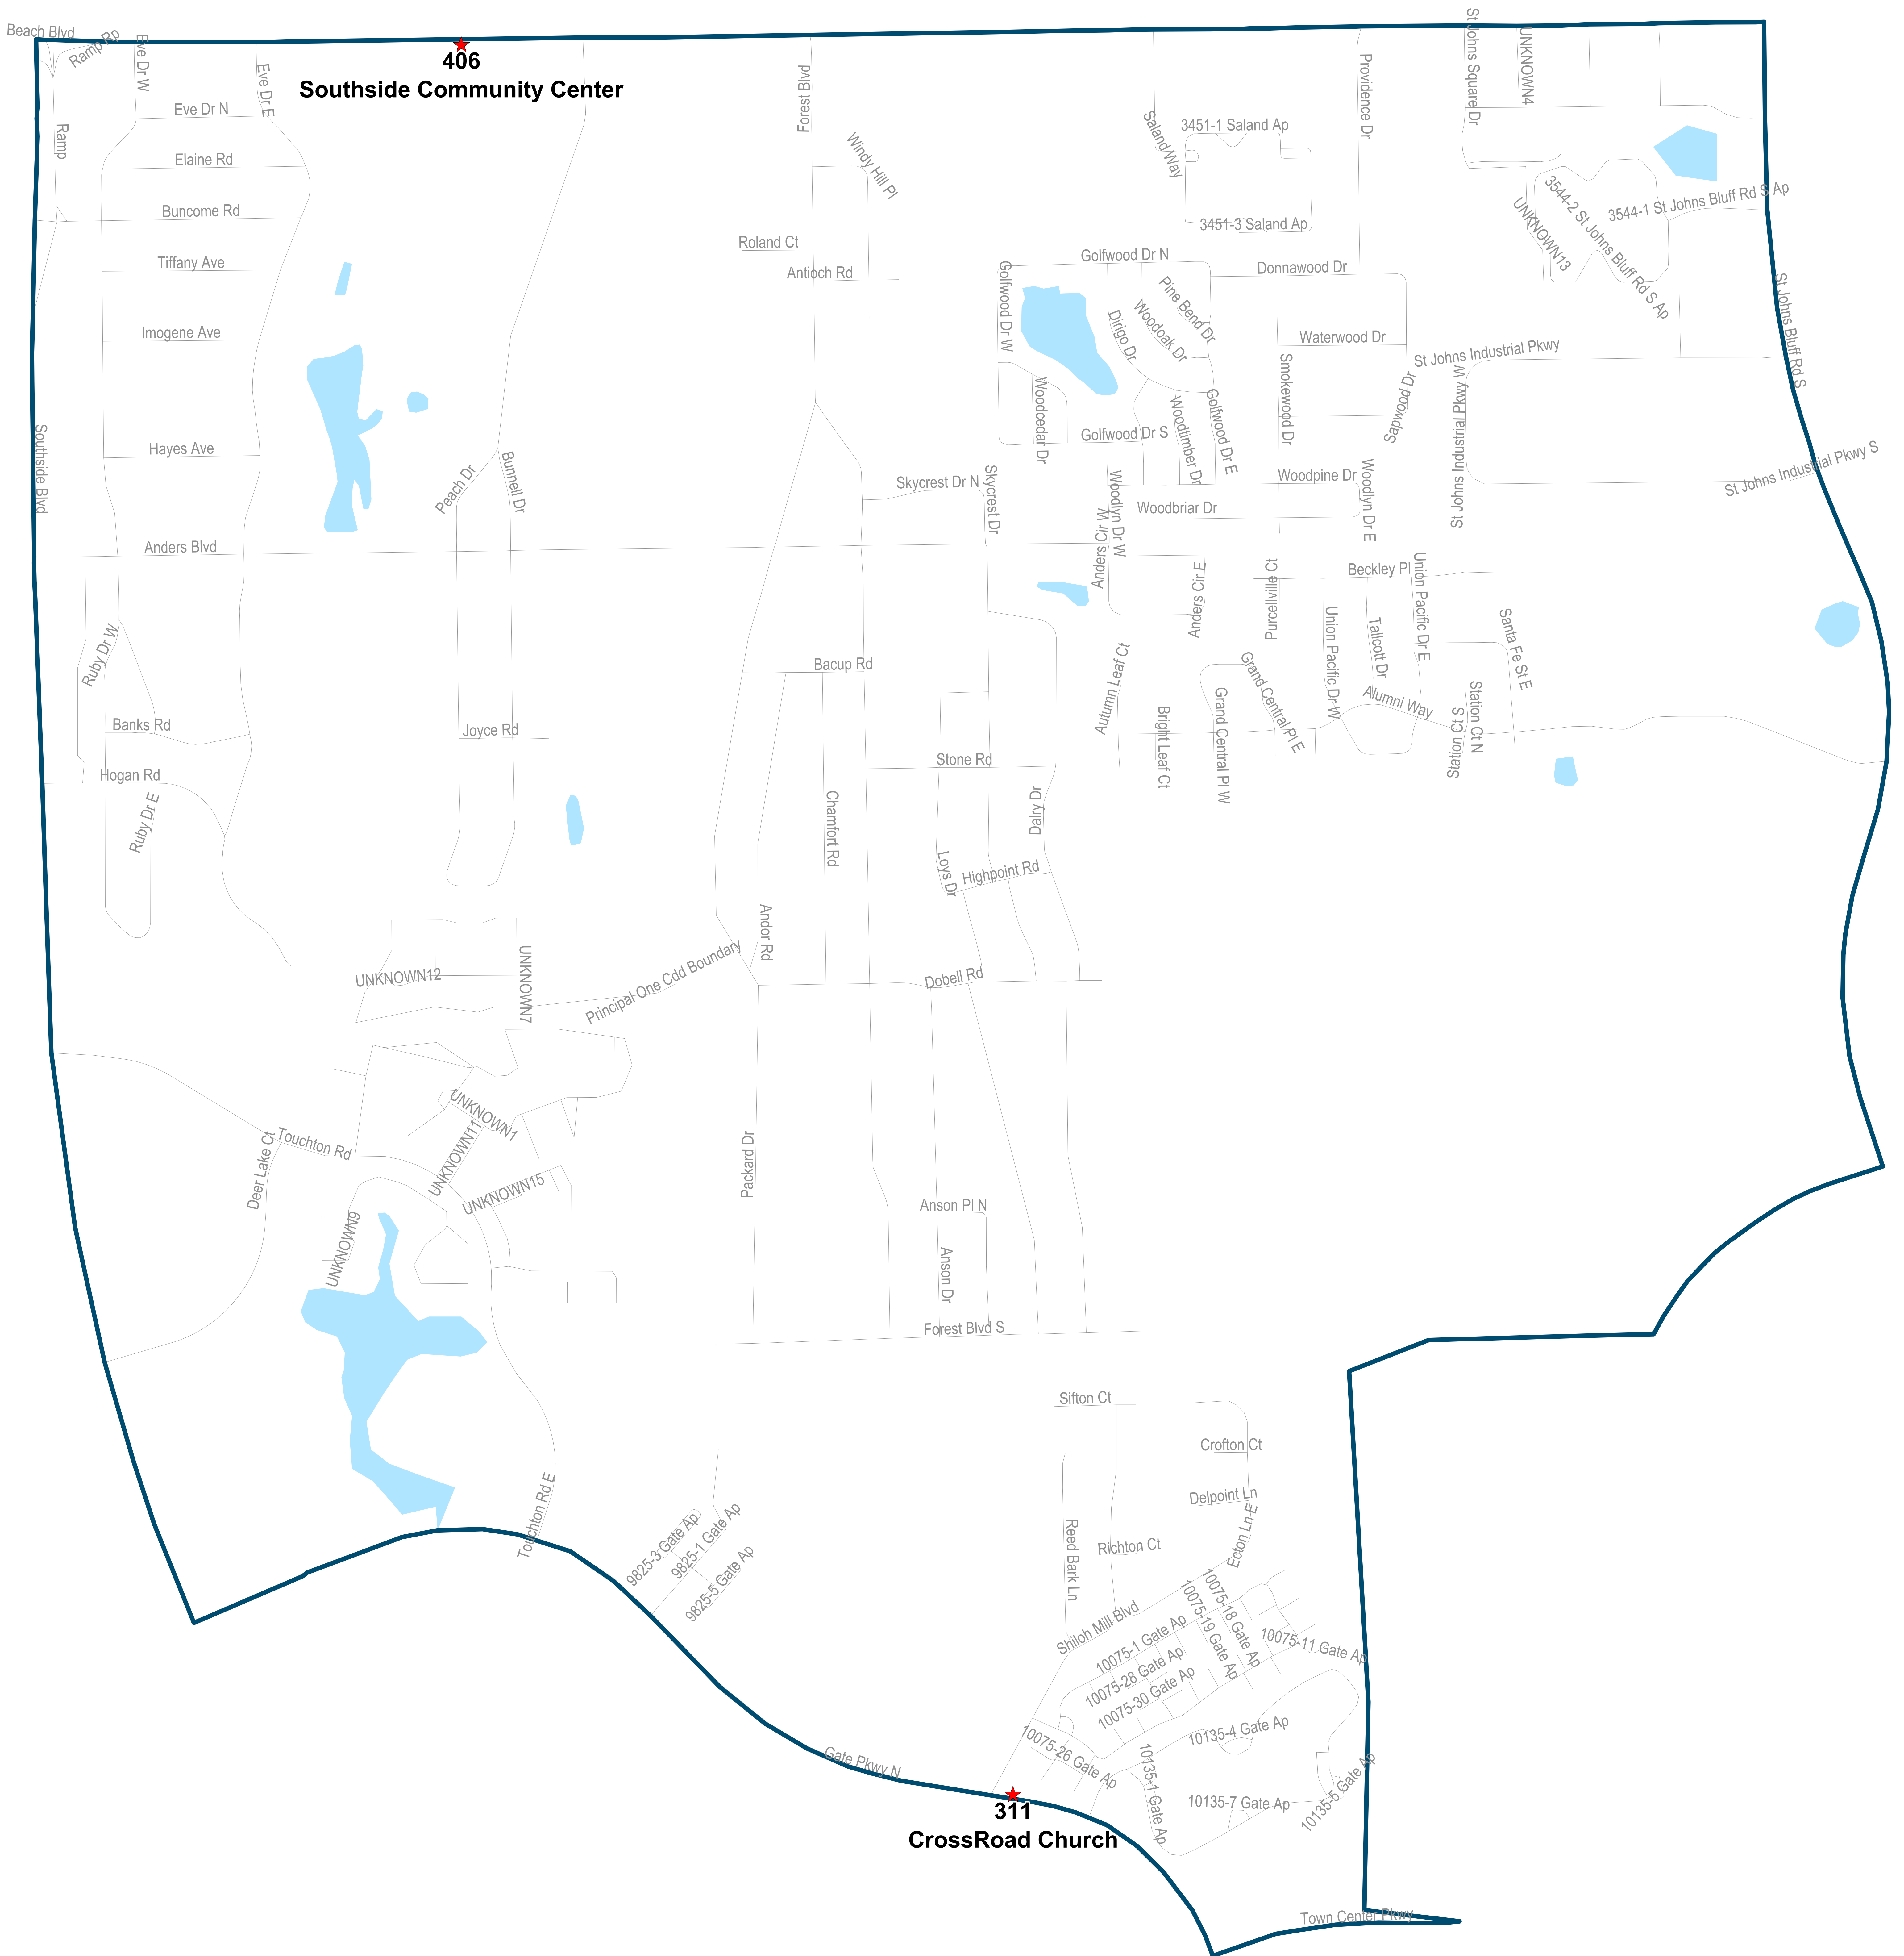 Beach Blvd
Ramp Rp
Eve Dr W
Eve Dr E
Ramp
406
Southside Community Center
Forest Blvd
Providence Dr
St Johns Square Dr
UNKNOWN4
Eve Dr N
Elaine Rd
Buncome Rd
Tiffany Ave
Imogene Ave
Hayes Ave
Southside Blvd
Anders Blvd
Windy Hill Pl
Roland Ct
Antioch Rd
Saland Way
3451-1 Saland Ap
3451-3 Saland Ap
3544-2 St Johns Bluff Rd S Ap
3544-1 St Johns Bluff Rd S Ap
UNKNOWN13
St Johns Bluff Rd S
Golfwood Dr N
Golfwood Dr W
Dirigo Dr
Woodoak Dr
Pine Bend Dr
Donnawood Dr
Waterwood Dr
Smokewood Dr
Sapwood Dr
St Johns Industrial Pkwy
St Johns Industrial Pkwy W
St Johns Industrial Pkwy S
Woodcedar Dr
Golfwood Dr S
Woodtimber Dr
Golfwood Dr E
Peach Dr
Bunnell Dr
Skycrest Dr N
Skycrest Dr
Woodlyn Dr W
Woodpine Dr
Woodbriar Dr
Woodlyn Dr E
Anders Cir W
Anders Cir E
Purcellville Ct
Beckley Pl
Union Pacific Dr E
Union Pacific Dr W
Tallcott Dr
Santa Fe St E
Ruby Dr W
Banks Rd
Hogan Rd
Ruby Dr E
Joyce Rd
Bacup Rd
Stone Rd
Chamfort Rd
Dalry Dr
Loys Dr
Highpoint Rd
Andor Rd
Autumn Leaf Ct
Bright Leaf Ct
Grand Central Pl W
Grand Central Pl E
Alumni Way
Station Ct S
Station Ct N
UNKNOWN12
UNKNOWN7
Principal One Cdd Boundary
Dobell Rd
Touchton Rd
Deer Lake Ct
UNKNOWN1
UNKNOWN11
UNKNOWN15
UNKNOWN9
Packard Dr
Anson Pl N
Anson Dr
Forest Blvd S
Sifton Ct
Crofton Ct
Delpoint Ln
Ecton Ln E
Reed Bark Ln
Richton Ct
Shiloh Mill Blvd
Touchton Rd E
9825-3 Gate Ap
9825-1 Gate Ap
9825-5 Gate Ap
10075-1 Gate Ap
10075-28 Gate Ap
10075-30 Gate Ap
10075-19 Gate Ap
10075-18 Gate Ap
10075-11 Gate Ap
10075-26 Gate Ap
10135-4 Gate Ap
10135-1 Gate Ap
10135-7 Gate Ap
10135-5 Gate Ap
Gate Pkwy N
311
CrossRoad Church
Town Center Pkwy